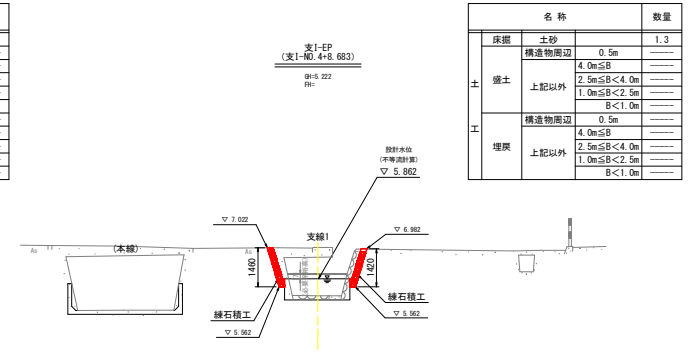 支I-EP
(支I-NO.4+8.683)
GH=5.222
FH=
名 称 数量
土工
床掘 土砂 1.3
盛土 構造物周辺 0.5m -----
上記以外 4.0m≦B -----
2.5m≦B<4.0m -----
1.0m≦B<2.5m -----
B<1.0m -----
埋戻 構造物周辺 0.5m -----
上記以外 4.0m≦B -----
2.5m≦B<4.0m -----
1.0m≦B<2.5m -----
B<1.0m -----
設計水位
(不等流計算)
▽ 5.862
▽ 7.022
支線1
▽ 6.982
As
(本線)
As
As
1460
1420
練石積工
練石積工
▽ 5.562
▽ 5.562